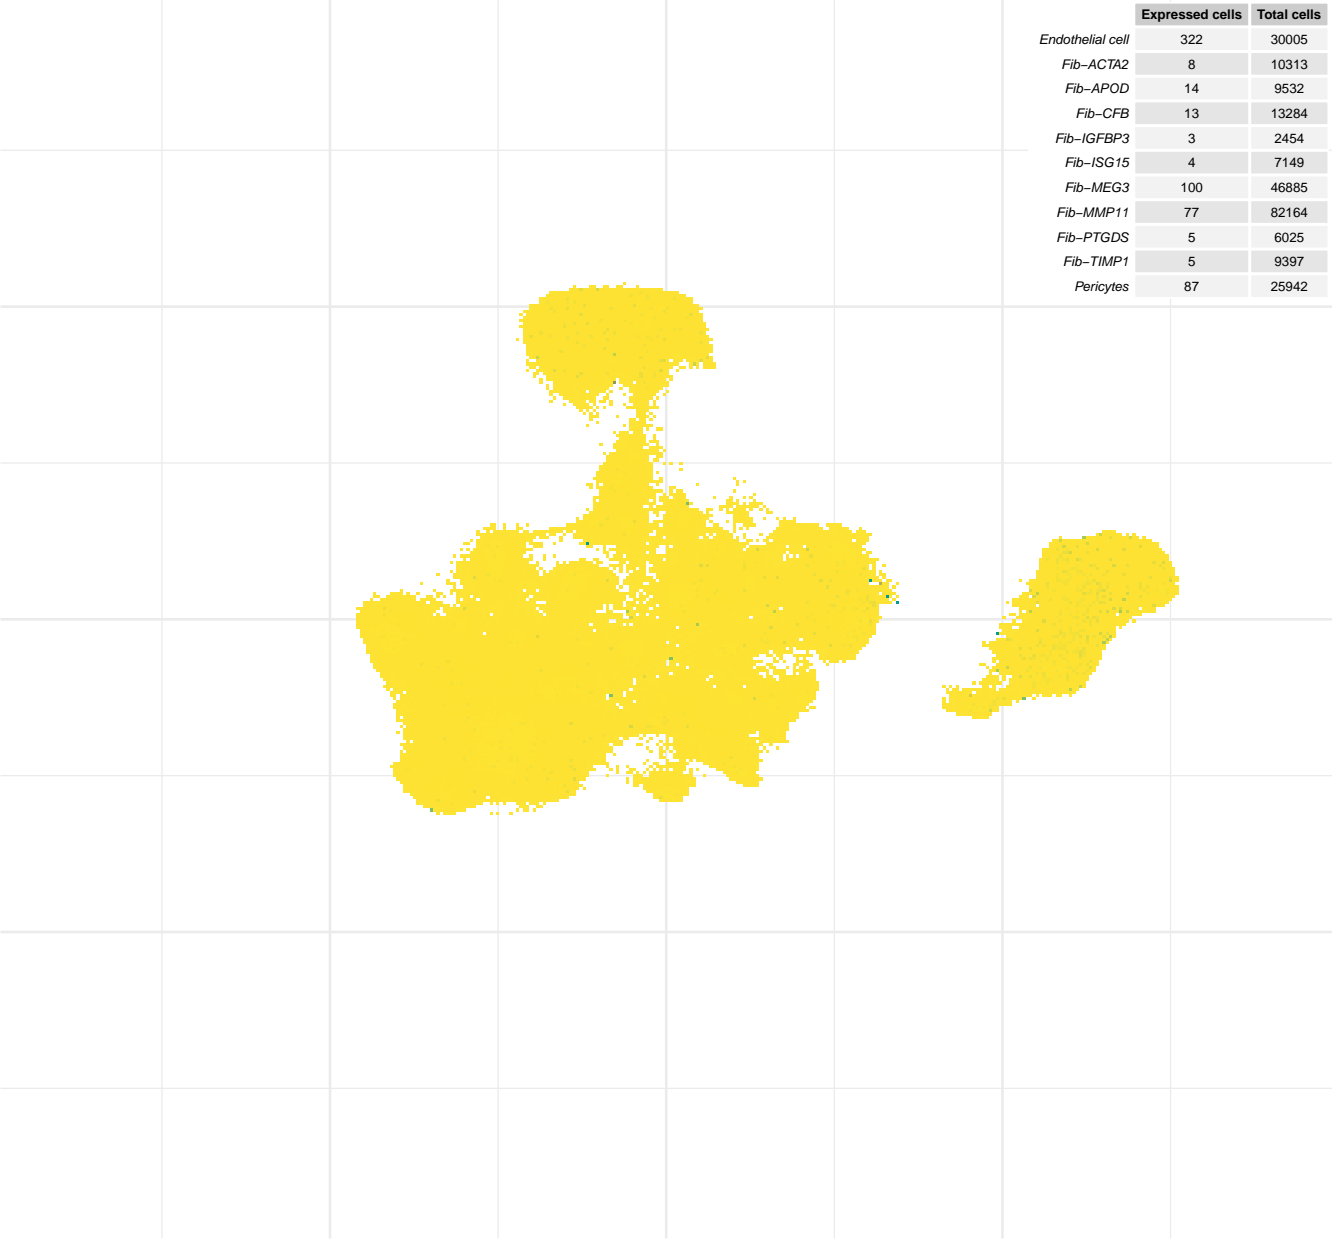 Expressed cells Total cells
Endothelial cell 322 30005
Fib−ACTA2 8 10313
Fib−APOD 14 9532
Fib−CFB 13 13284
Fib−IGFBP3 3 2454
Fib−ISG15 4 7149
Fib−MEG3 100 46885
Fib−MMP11 77 82164
Fib−PTGDS 5 6025
Fib−TIMP1 5 9397
Pericytes 87 25942